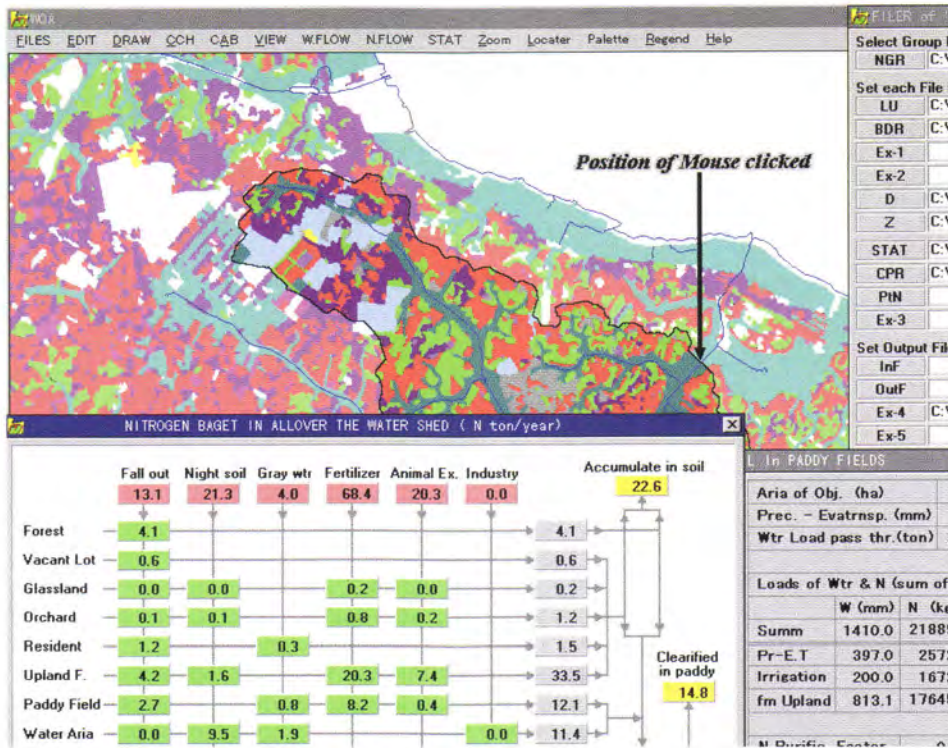 WOR
FILES EDIT DRAW QCH CAB VIEW W.FLOW N.FLOW STAT Zoom Locater Palette Regend Help
Position of Mouse clicked
FILER of
Select Group
NGR C:\
Set each File
LU C:\
BDR C:\
Ex-1
Ex-2
D C:\
Z C:\
STAT C:\
CPR C:\
PtN
Ex-3
Set Output Fil
InF
OutF
Ex-4 C:\
Ex-5
NITROGEN BAGET IN ALLOVER THE WATER SHED ( N ton/year)
Fall out Night soil Gray wtr Fertilizer Animal Ex. Industry Accumulate in soil
13.1 21.3 4.0 68.4 20.3 0.0 22.6
Forest 4.1 4.1
Vacant Lot 0.6 0.6
Glassland 0.0 0.0 0.2 0.0 0.2
Orchard 0.1 0.1 0.8 0.2 1.2
Resident 1.2 0.3 1.5
Upland F. 4.2 1.6 20.3 7.4 33.5
Clearified
in paddy
14.8
Paddy Field 2.7 0.8 8.2 0.4 12.1
Water Aria 0.0 9.5 1.9 0.0 11.4
L In PADDY FIELDS
Aria of Obj. (ha)
Prec. - Evatrnsp. (mm)
Wtr Load pass thr.(ton)
Loads of Wtr & N (sum of
W (mm) N (k
Summ 1410.0 2188
Pr-E.T 397.0 257
Irrigation 200.0 167
fm Upland 813.1 1764
N Purific. Factor